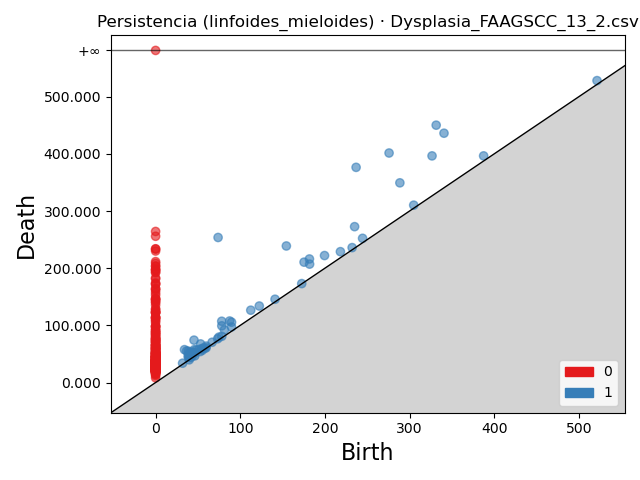 Persistencia (linfoides_mieloides) · Dysplasia_FAAGSCC_13_2.csv
+∞
500.000
400.000
300.000
200.000
100.000
0.000
Death
0
1
0 100 200 300 400 500
Birth